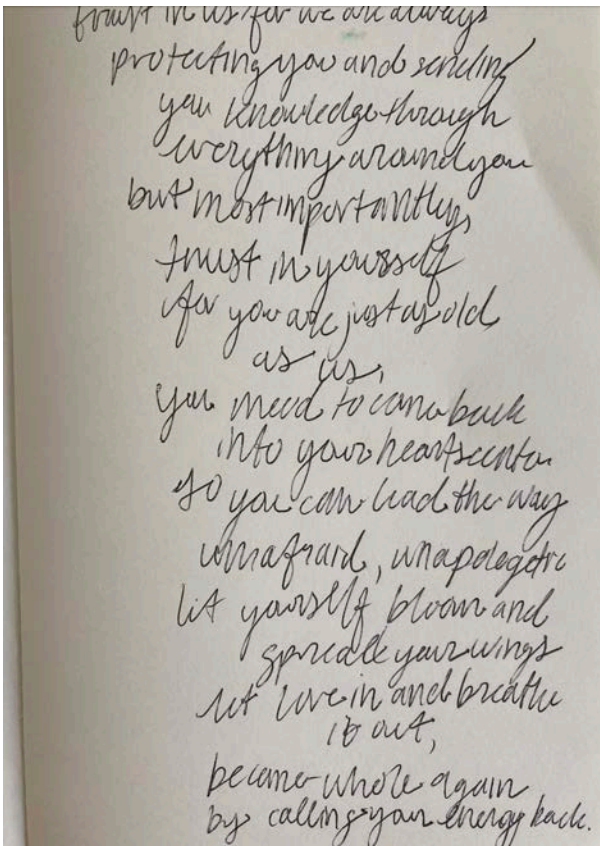 trust in us for we are always
protecting you and sending
you knowledge through
everything around you
but most importantly,
trust in yourself
for you are just as old
as us,
you need to come back
into your heartscenter
so you can lead the way
unafraid, unapologetic
let yourself bloom and
spread your wings
let love in and breathe
it out,
become whole again
by calling your energy back.